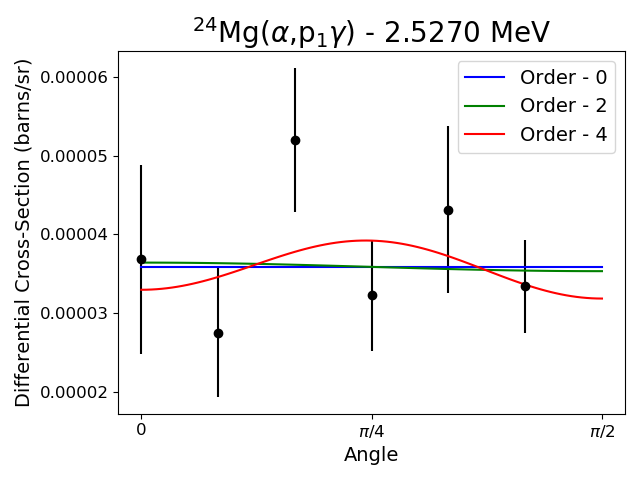 ²⁴Mg(α,p₁γ) - 2.5270 MeV
Differential Cross-Section (barns/sr)
0.00006
0.00005
0.00004
0.00003
0.00002
Order - 0
Order - 2
Order - 4
0
π/4
π/2
Angle